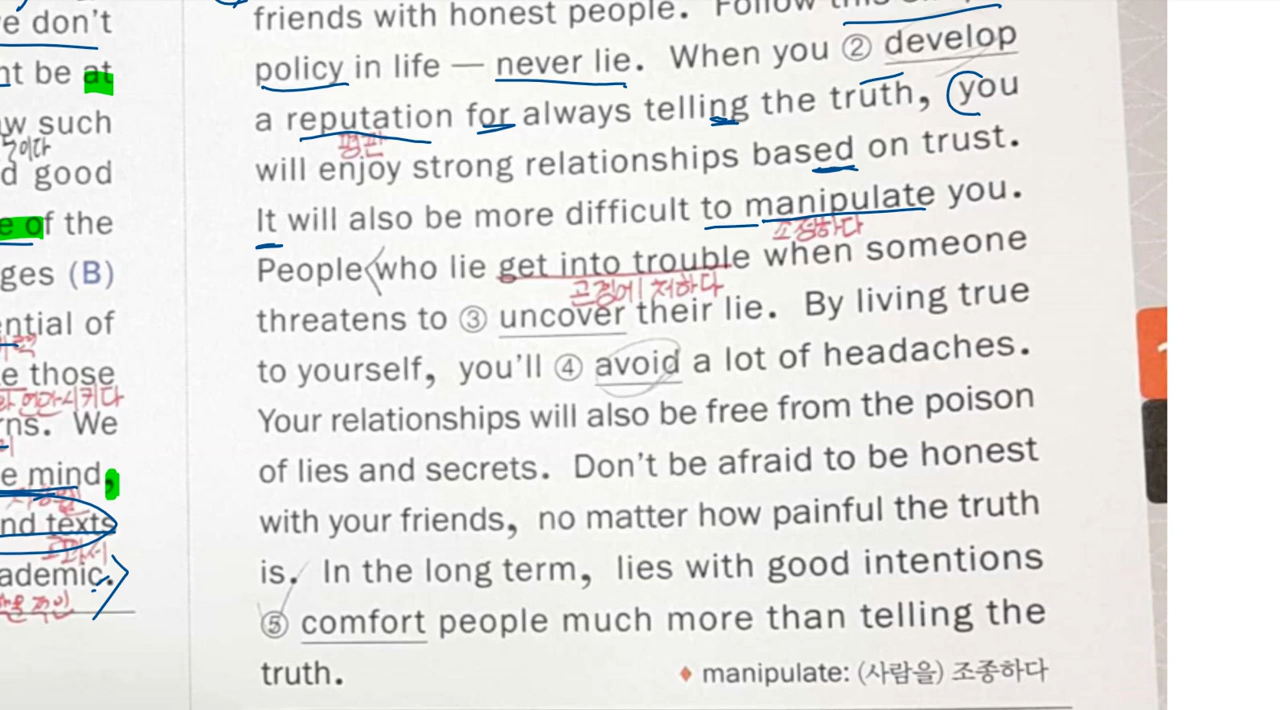 e don't
nt be at
w such
d good
e of the
ges (B)
ential of
e those
rns. We
e mind,
nd texts
ademic.
friends with honest people. Follow
policy in life — never lie. When you ② develop
a reputation for always telling the truth, you
평판
will enjoy strong relationships based on trust.
It will also be more difficult to manipulate you.
조정하다
People who lie get into trouble when someone
곤경에 처하다
threatens to ③ uncover their lie. By living true
to yourself, you'll ④ avoid a lot of headaches.
Your relationships will also be free from the poison
of lies and secrets. Don't be afraid to be honest
with your friends, no matter how painful the truth
is. In the long term, lies with good intentions
⑤ comfort people much more than telling the
truth.
♦ manipulate: (사람을) 조종하다